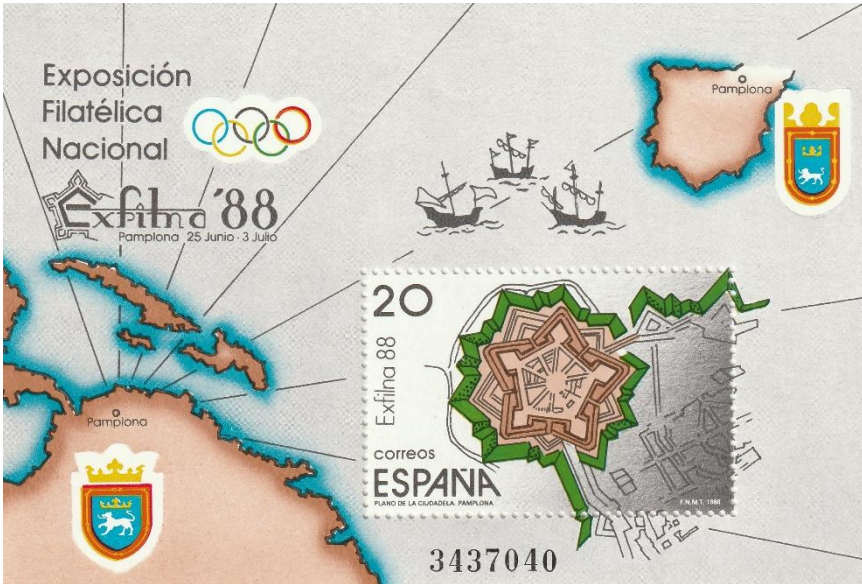 Exposición
Filatélica
Nacional
Exfilna '88
Pamplona 25 Junio - 3 Julio
Pamplona
Pamplona
20
Exfilna 88
correos
ESPAÑA
PLANO DE LA CIUDADELA. PAMPLONA
F.N.M.T. 1988
3437040